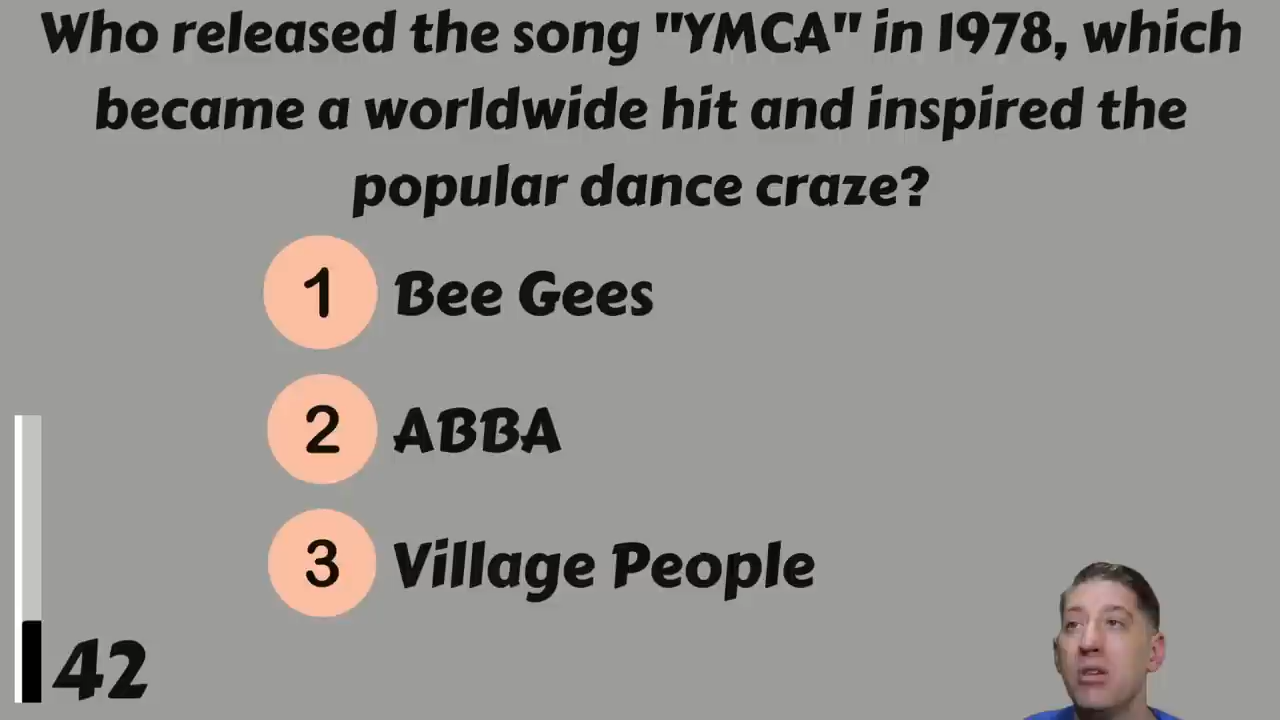 Who released the song "YMCA" in 1978, which
became a worldwide hit and inspired the
popular dance craze?
1 Bee Gees
2 ABBA
3 Village People
42